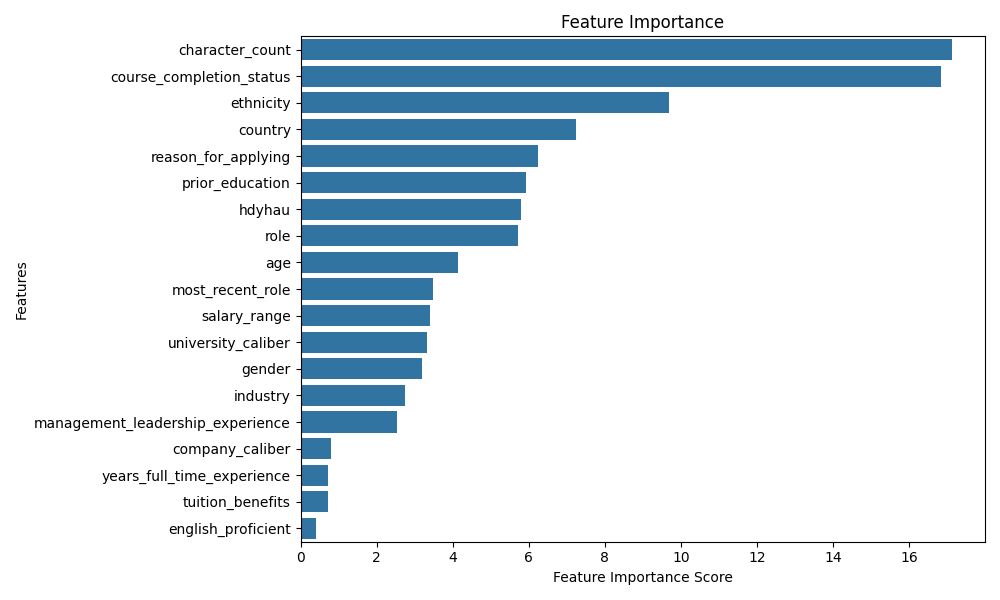 Feature Importance
character_count
course_completion_status
ethnicity
country
reason_for_applying
prior_education
hdyhau
role
age
most_recent_role
salary_range
university_caliber
gender
industry
management_leadership_experience
company_caliber
years_full_time_experience
tuition_benefits
english_proficient
Features
0 2 4 6 8 10 12 14 16
Feature Importance Score